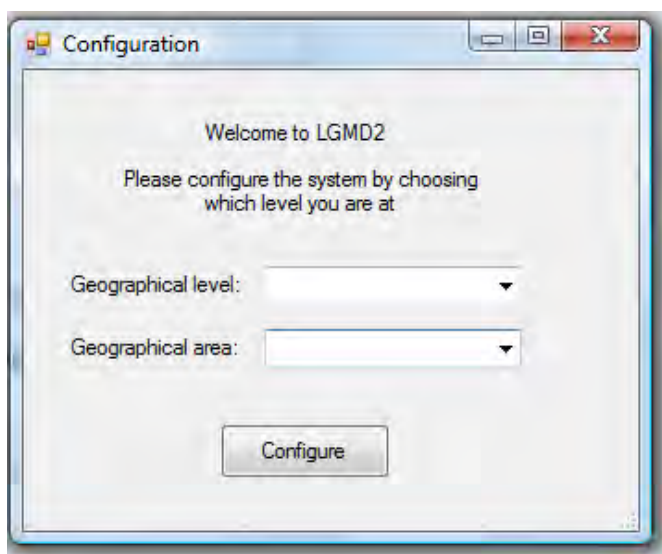 Configuration
Welcome to LGMD2
Please configure the system by choosing
which level you are at
Geographical level:
Geographical area:
Configure